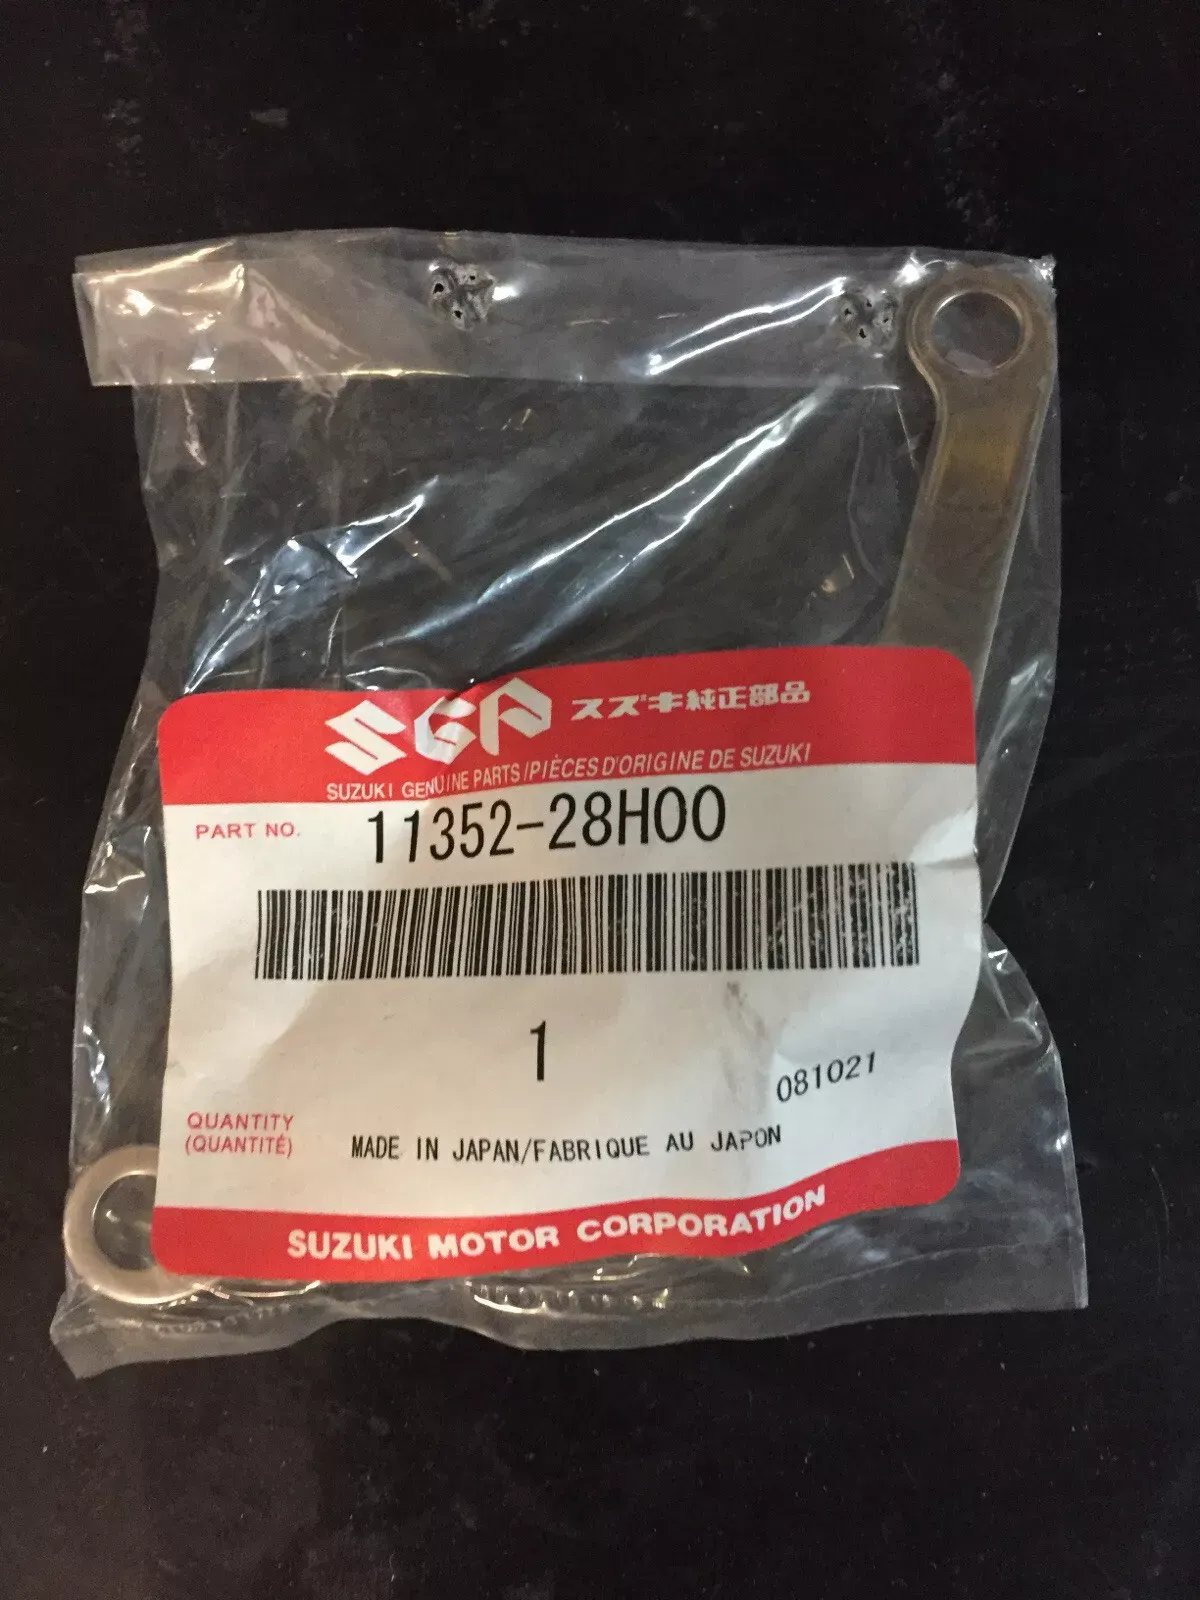 SGP スズキ純正部品
SUZUKI GENUINE PARTS/PIÈCES D'ORIGINE DE SUZUKI
PART NO. 11352-28H00
1
081021
QUANTITY
(QUANTITÉ)
MADE IN JAPAN/FABRIQUE AU JAPON
SUZUKI MOTOR CORPORATION